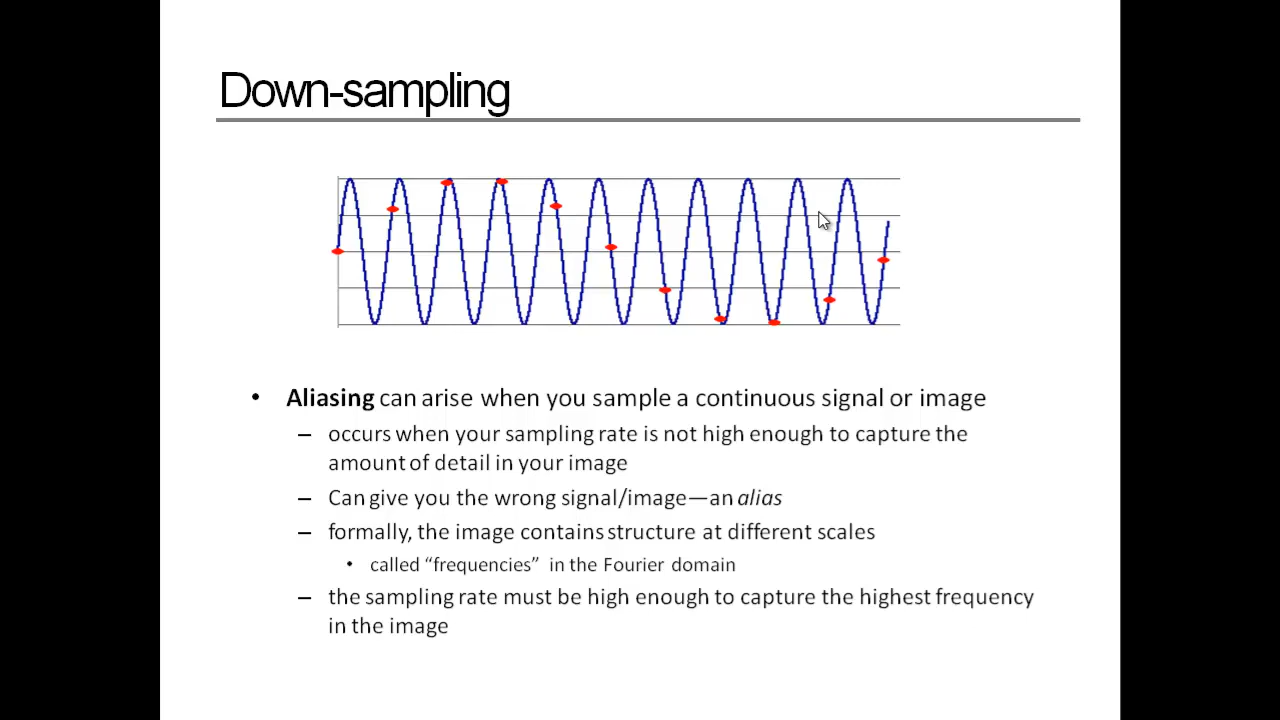 Down-sampling
• Aliasing can arise when you sample a continuous signal or image
– occurs when your sampling rate is not high enough to capture the
amount of detail in your image
– Can give you the wrong signal/image—an alias
– formally, the image contains structure at different scales
• called “frequencies” in the Fourier domain
– the sampling rate must be high enough to capture the highest frequency
in the image